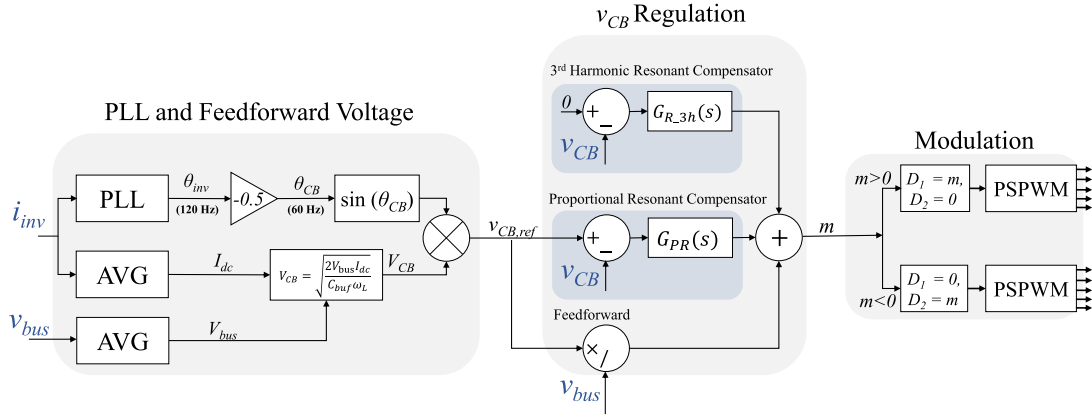 v_CB Regulation
3rd Harmonic Resonant Compensator
0
+
−
G_R_3h(s)
v_CB
PLL and Feedforward Voltage
Modulation
i_inv
PLL
θ_inv
(120 Hz)
-0.5
θ_CB
(60 Hz)
sin (θ_CB)
Proportional Resonant Compensator
v_CB,ref
+
−
G_PR(s)
v_CB
+
m
m>0
D_1 = m,
D_2 = 0
PSPWM
AVG
I_dc
V_CB = √(2V_bus I_dc / C_buf ω_L)
V_CB
m<0
D_1 = 0,
D_2 = m
PSPWM
v_bus
AVG
V_bus
Feedforward
×
/
v_bus